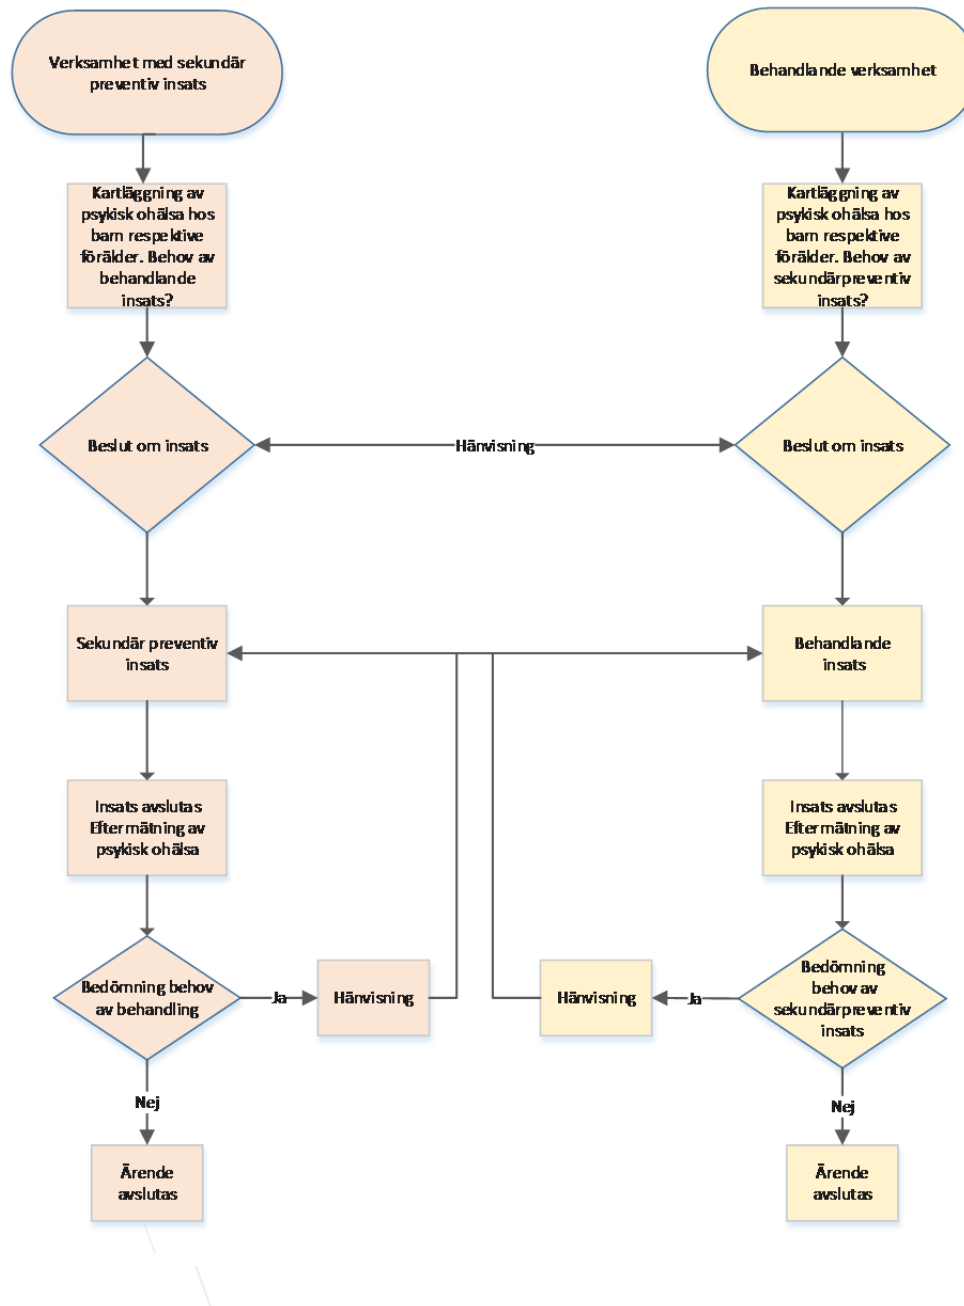 Verksamhet med sekundär
preventiv insats
Behandlande verksamhet
Kartläggning av
psykisk ohälsa hos
barn respektive
förälder. Behov av
behandlande
insats?
Kartläggning av
psykisk ohälsa hos
barn respektive
förälder. Behov av
sekundärpreventiv
insats?
Beslut om insats
Hänvisning
Beslut om insats
Sekundär preventiv
insats
Behandlande
insats
Insats avslutas
Eftermätning av
psykisk ohälsa
Insats avslutas
Eftermätning av
psykisk ohälsa
Bedömning behov
av behandling
Ja
Hänvisning
Hänvisning
Ja
Bedömning
behov av
sekundärpreventiv
insats
Nej
Nej
Ärende
avslutas
Ärende
avslutas